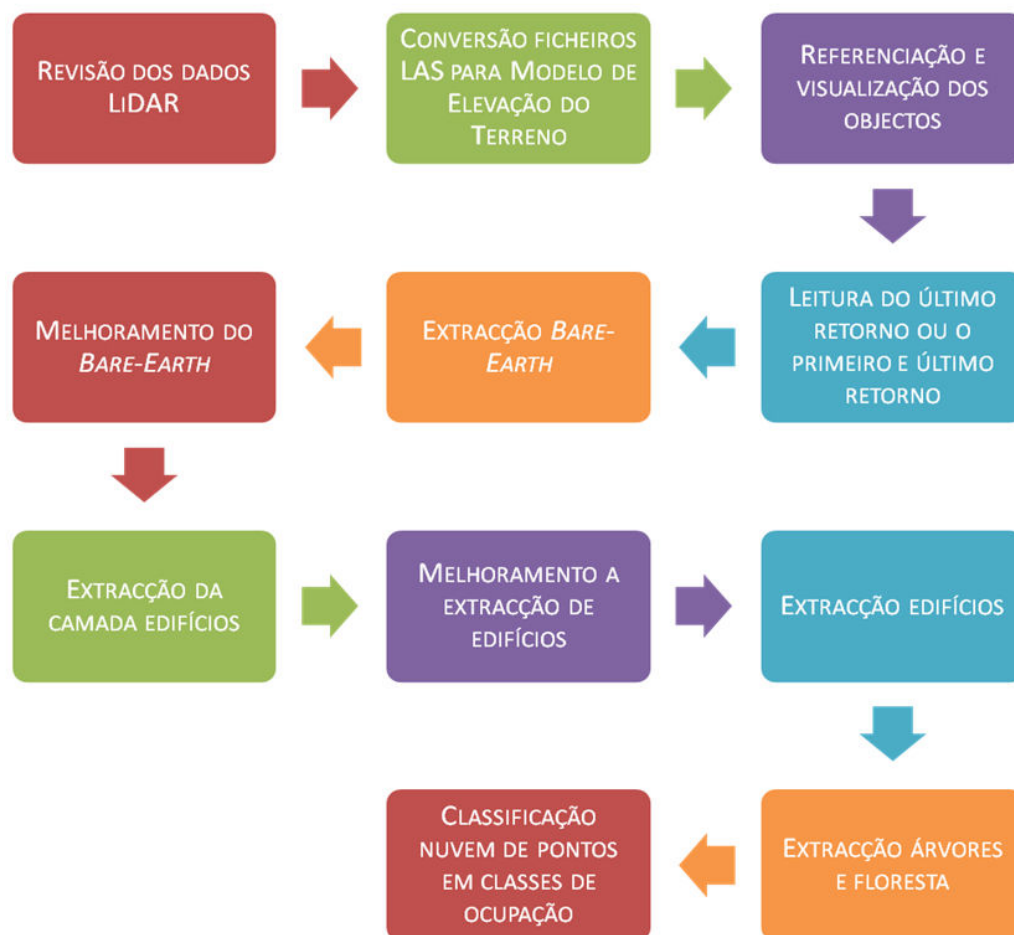 REVISÃO DOS DADOS
LIDAR
CONVERSÃO FICHEIROS
LAS PARA MODELO DE
ELEVAÇÃO DO
TERRENO
REFERENCIAÇÃO E
VISUALIZAÇÃO DOS
OBJECTOS
LEITURA DO ÚLTIMO
RETORNO OU O
PRIMEIRO E ÚLTIMO
RETORNO
EXTRACÇÃO BARE-
EARTH
MELHORAMENTO DO
BARE-EARTH
EXTRACÇÃO DA
CAMADA EDIFÍCIOS
MELHORAMENTO A
EXTRACÇÃO DE
EDIFÍCIOS
EXTRACÇÃO EDIFÍCIOS
EXTRACÇÃO ÁRVORES
E FLORESTA
CLASSIFICAÇÃO
NUVEM DE PONTOS
EM CLASSES DE
OCUPAÇÃO